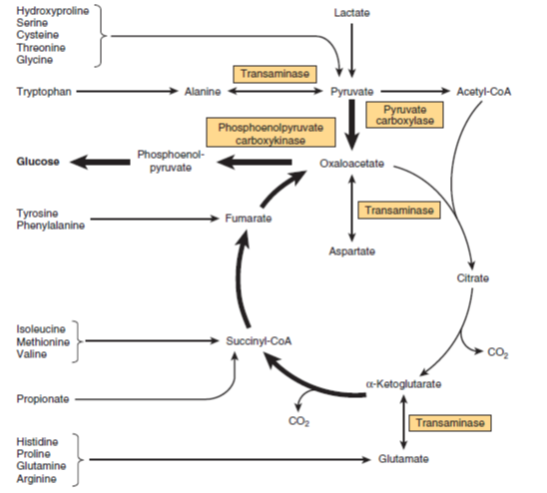 Hydroxyproline
Serine
Cysteine
Threonine
Glycine
Lactate
Transaminase
Tryptophan
Alanine
Pyruvate
Acetyl-CoA
Pyruvate
carboxylase
Phosphoenolpyruvate
carboxykinase
Glucose
Phosphoenol-
pyruvate
Oxaloacetate
Tyrosine
Phenylalanine
Fumarate
Transaminase
Aspartate
Citrate
Isoleucine
Methionine
Valine
Succinyl-CoA
CO2
Propionate
α-Ketoglutarate
CO2
Transaminase
Histidine
Proline
Glutamine
Arginine
Glutamate